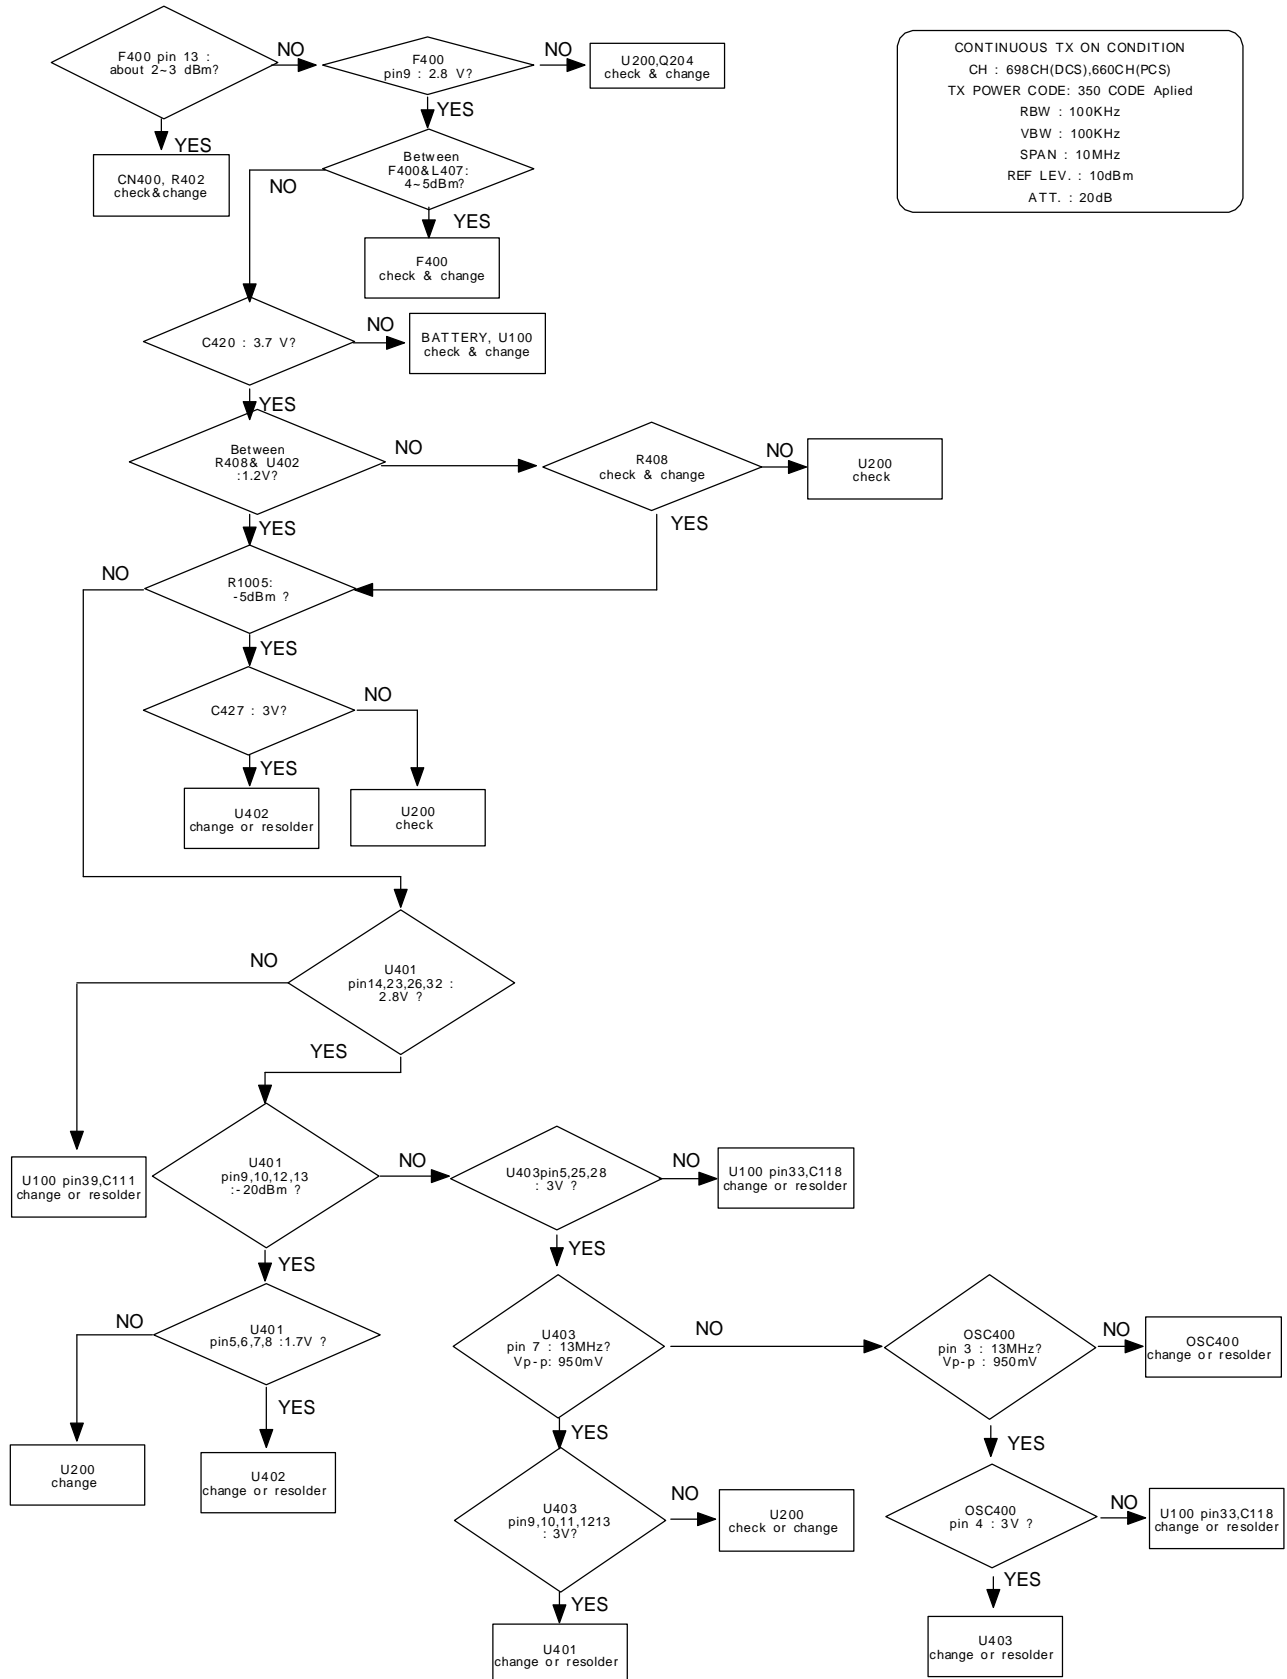 F400 pin 13 :
about 2~3 dBm?
NO
F400
pin9 : 2.8 V?
NO
U200,Q204
check & change
YES
CN400, R402
check&change
YES
Between
F400&L407:
4~5dBm?
NO
YES
F400
check & change
CONTINUOUS TX ON CONDITION
CH : 698CH(DCS),660CH(PCS)
TX POWER CODE: 350 CODE Aplied
RBW : 100KHz
VBW : 100KHz
SPAN : 10MHz
REF LEV. : 10dBm
ATT. : 20dB
C420 : 3.7 V?
NO
BATTERY, U100
check & change
YES
Between
R408& U402
:1.2V?
NO
R408
check & change
NO
U200
check
YES
YES
R1005:
-5dBm ?
NO
YES
C427 : 3V?
NO
YES
U402
change or resolder
U200
check
U401
pin14,23,26,32 :
2.8V ?
NO
YES
U100 pin39,C111
change or resolder
U401
pin9,10,12,13
:-20dBm ?
NO
U403pin5,25,28
: 3V ?
NO
U100 pin33,C118
change or resolder
YES
YES
U401
pin5,6,7,8 :1.7V ?
NO
YES
U200
change
U402
change or resolder
U403
pin 7 : 13MHz?
Vp-p: 950mV
NO
OSC400
pin 3 : 13MHz?
Vp-p : 950mV
NO
OSC400
change or resolder
YES
YES
U403
pin9,10,11,1213
: 3V?
NO
U200
check or change
OSC400
pin 4 : 3V ?
NO
U100 pin33,C118
change or resolder
YES
YES
U401
change or resolder
U403
change or resolder